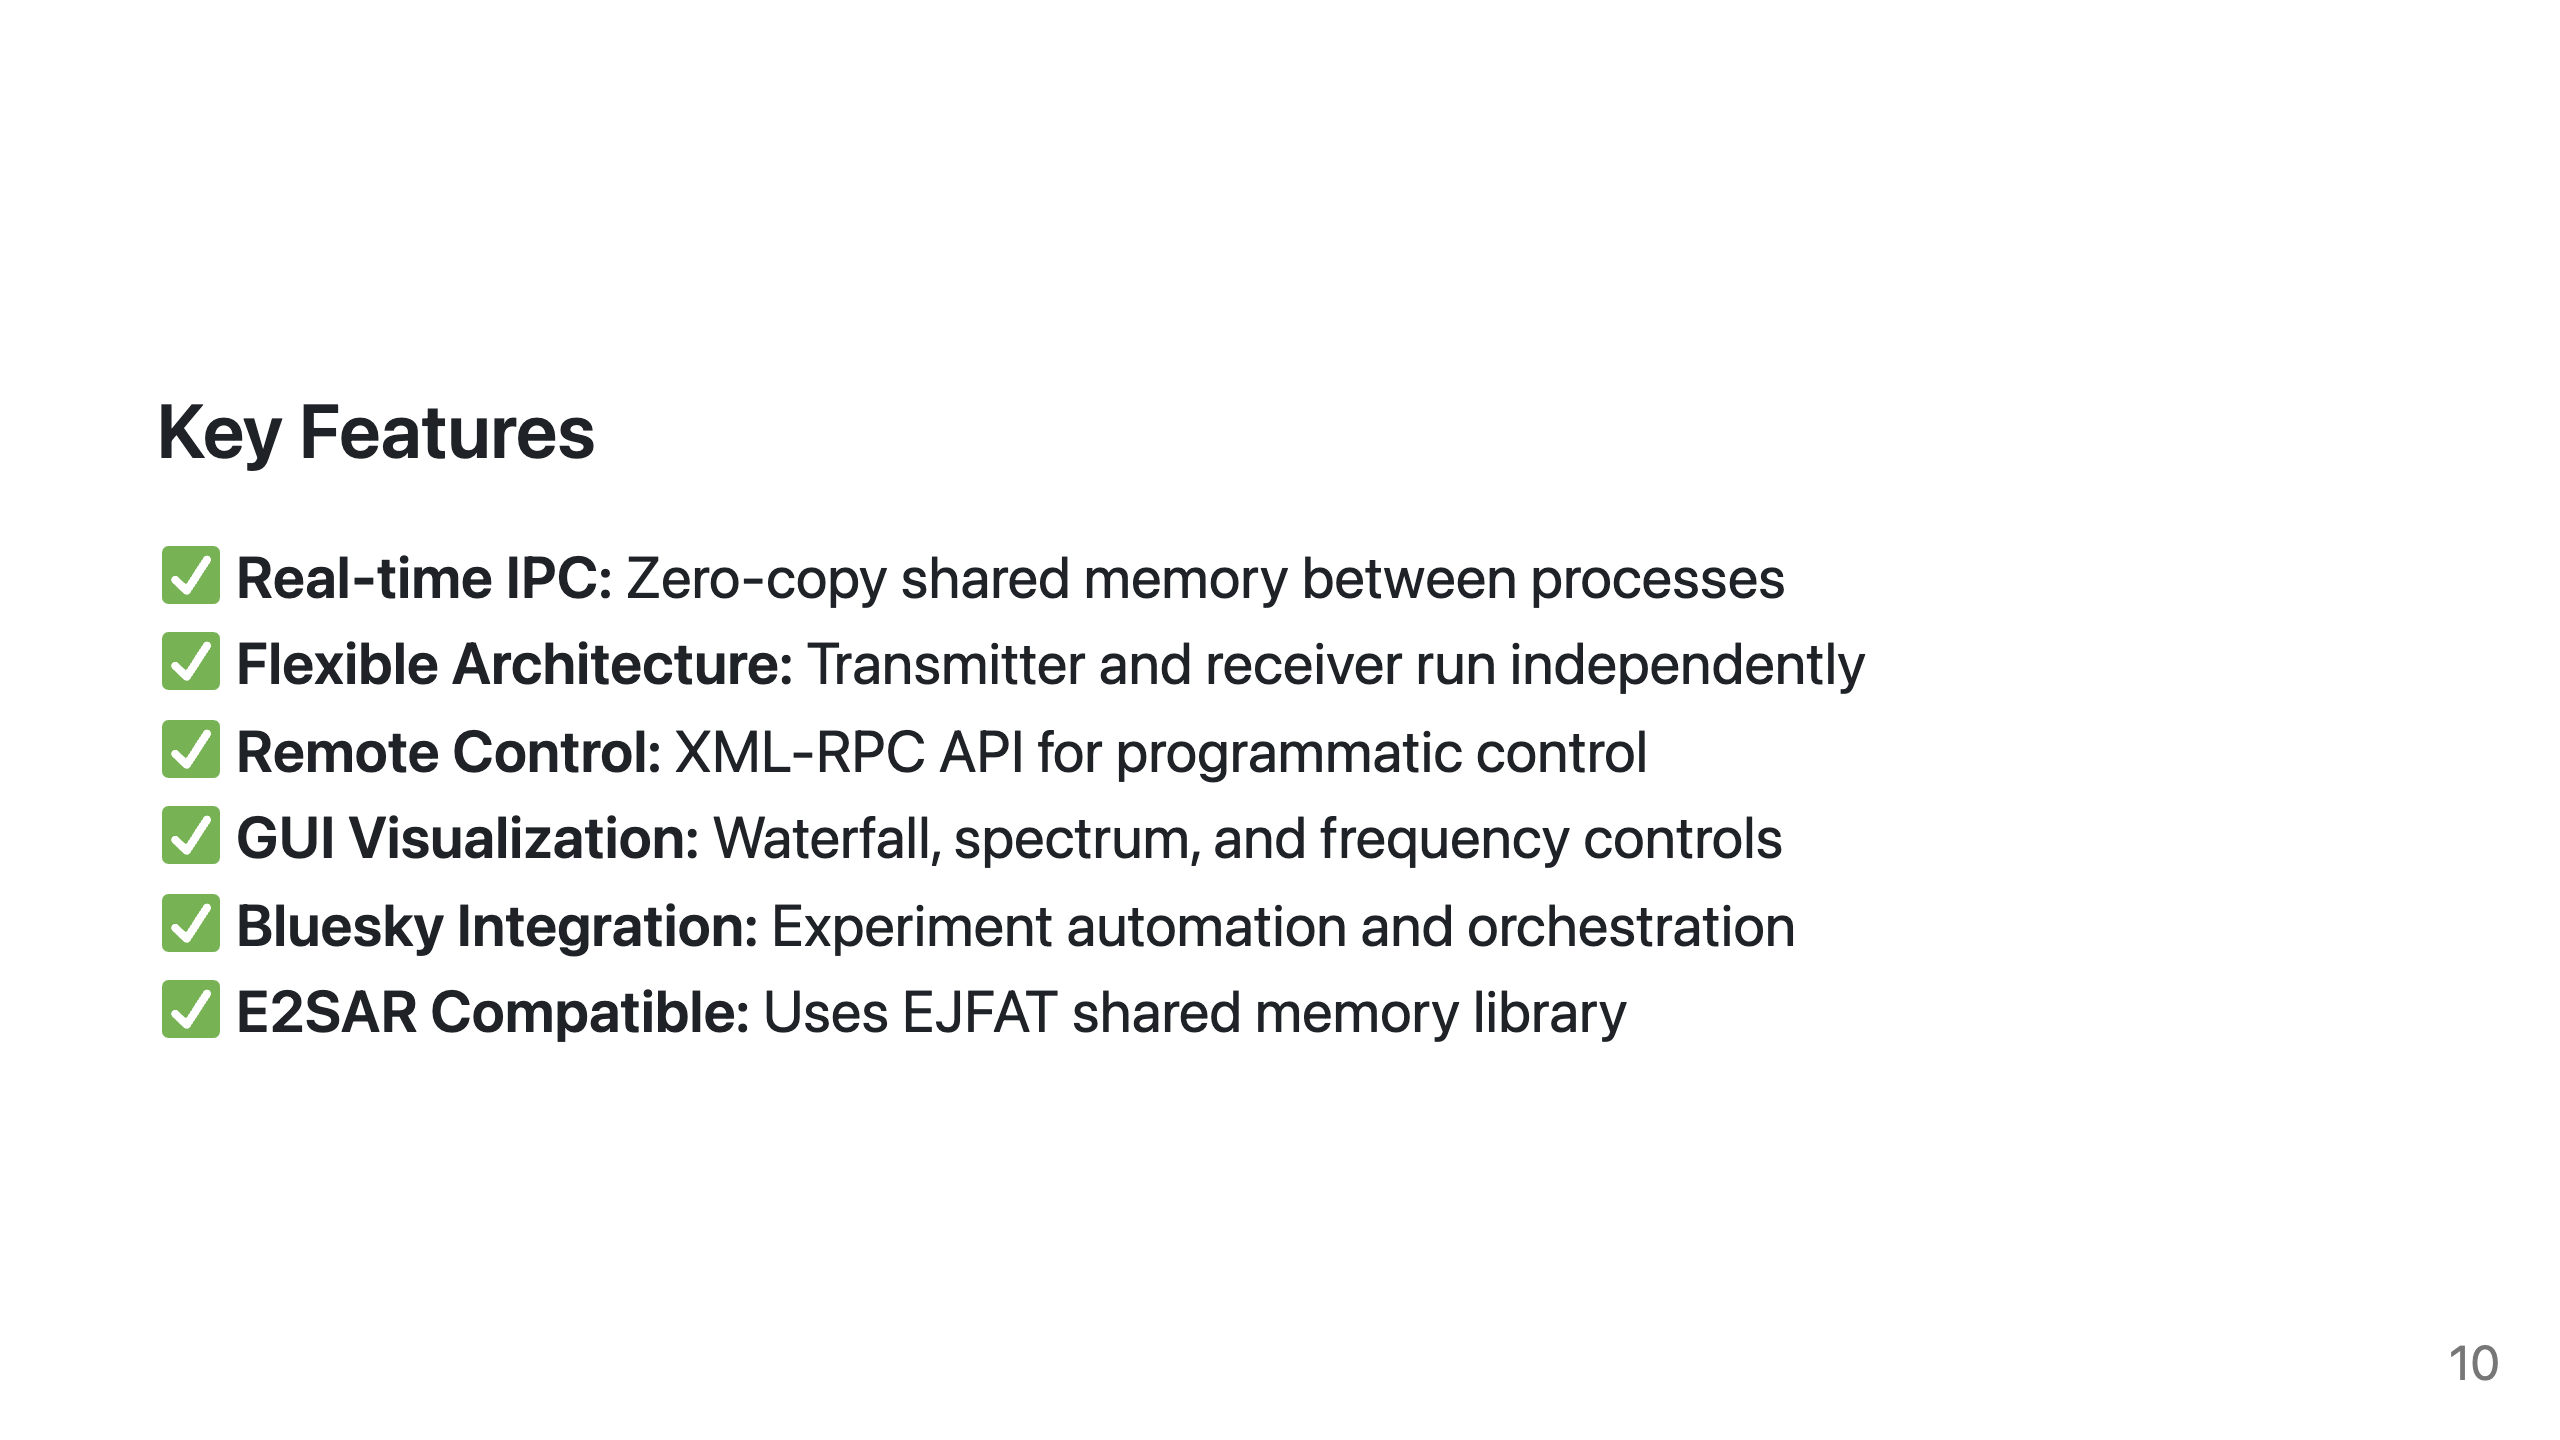 Key Features
✅ Real-time IPC: Zero-copy shared memory between processes
✅ Flexible Architecture: Transmitter and receiver run independently
✅ Remote Control: XML-RPC API for programmatic control
✅ GUI Visualization: Waterfall, spectrum, and frequency controls
✅ Bluesky Integration: Experiment automation and orchestration
✅ E2SAR Compatible: Uses EJFAT shared memory library
10